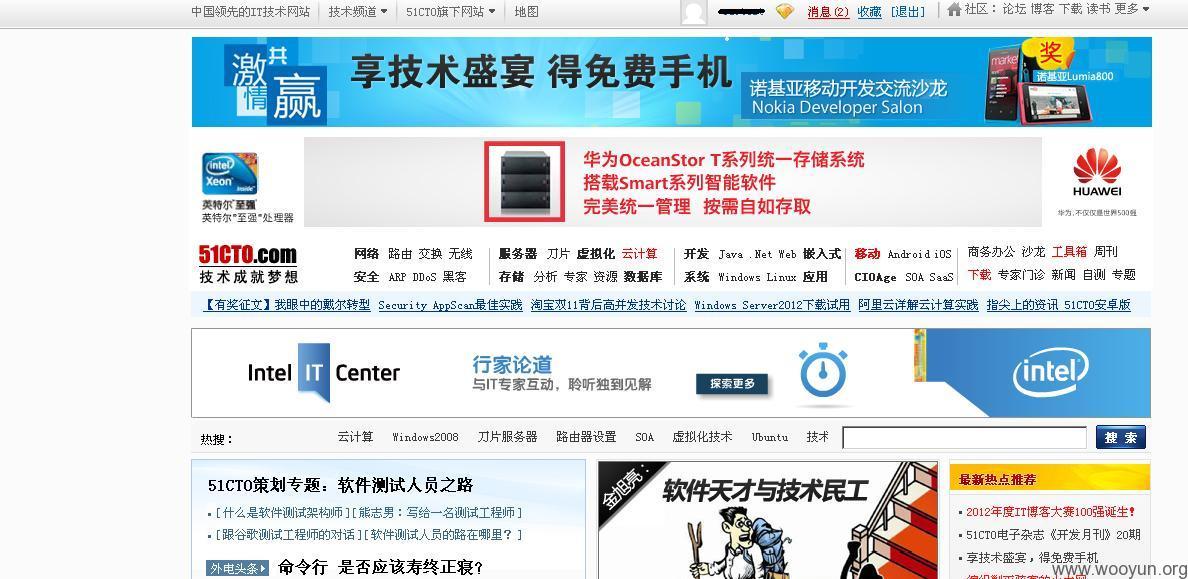 中国领先的IT技术网站 技术频道 51CTO旗下网站 地图 消息(2) 收藏 [退出] 社区： 论坛 博客 下载 读书 更多
激情共赢
享技术盛宴 得免费手机
诺基亚移动开发交流沙龙
Nokia Developer Salon
奖
诺基亚Lumia800
intel
Xeon
inside
英特尔®至强®
英特尔®至强®处理器
华为OceanStor T系列统一存储系统
搭载Smart系列智能软件
完美统一管理 按需自如存取
HUAWEI
华为,不仅仅是世界500强
51CTO.com
技术成就梦想
网络 路由 交换 无线 服务器 刀片 虚拟化 云计算 开发 Java .Net Web 嵌入式 移动 Android iOS 商务办公 沙龙 工具箱 周刊
安全 ARP DDoS 黑客 存储 分析 专家 资源 数据库 系统 Windows Linux 应用 CIOAge SOA SaaS 下载 专家门诊 新闻 自测 专题
【有奖征文】我眼中的戴尔转型 Security AppScan最佳实践 淘宝双11背后高并发技术讨论 Windows Server2012下载试用 阿里云详解云计算实践 指尖上的资讯 51CTO安卓版
Intel IT Center
行家论道
与IT专家互动，聆听独到见解
探索更多
intel
热搜： 云计算 Windows2008 刀片服务器 路由器设置 SOA 虚拟化技术 Ubuntu 技术 搜 索
51CTO策划专题：软件测试人员之路
[什么是软件测试架构师][熊志男：写给一名测试工程师]
[跟谷歌测试工程师的对话][软件测试人员的路在哪里？]
外电头条 命令行 是否应该寿终正寝?
金旭亮：
软件天才与技术民工
最新热点推荐
2012年度IT博客大赛100强诞生!
51CTO电子杂志《开发月刊》20期
享技术盛宴，得免费手机
www.wooyun.org